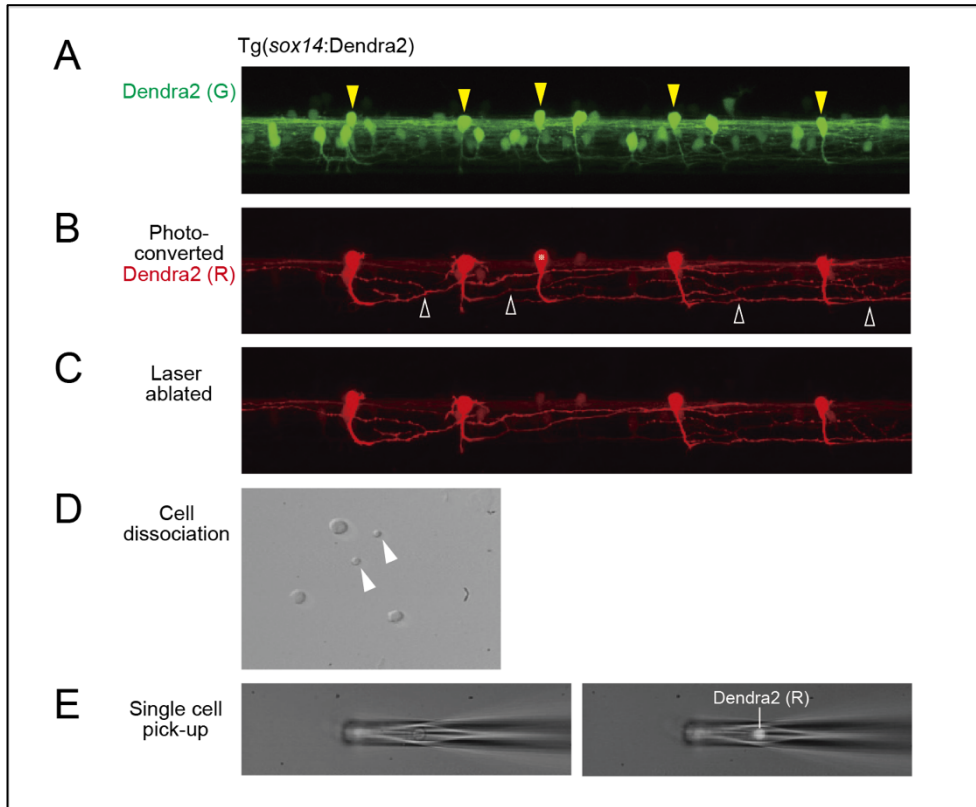 A
Tg(sox14:Dendra2)
Dendra2 (G)
B
Photo-
converted
Dendra2 (R)
C
Laser
ablated
D
Cell
dissociation
E
Single cell
pick-up
Dendra2 (R)